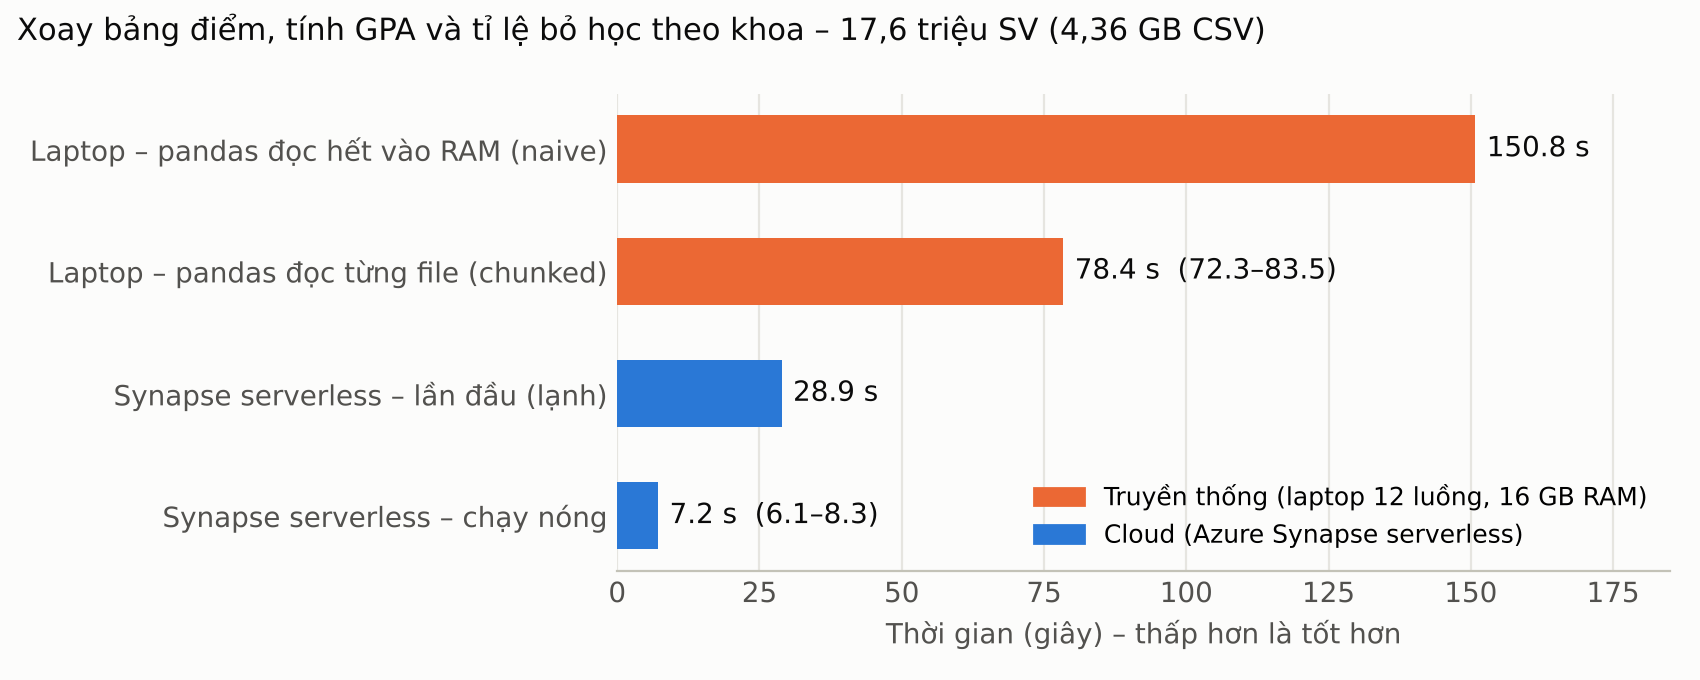 Xoay bảng điểm, tính GPA và tỉ lệ bỏ học theo khoa – 17,6 triệu SV (4,36 GB CSV)
Laptop – pandas đọc hết vào RAM (naive)
150.8 s
Laptop – pandas đọc từng file (chunked)
78.4 s (72.3–83.5)
Synapse serverless – lần đầu (lạnh)
28.9 s
Synapse serverless – chạy nóng
7.2 s (6.1–8.3)
Truyền thống (laptop 12 luồng, 16 GB RAM)
Cloud (Azure Synapse serverless)
0 25 50 75 100 125 150 175
Thời gian (giây) – thấp hơn là tốt hơn